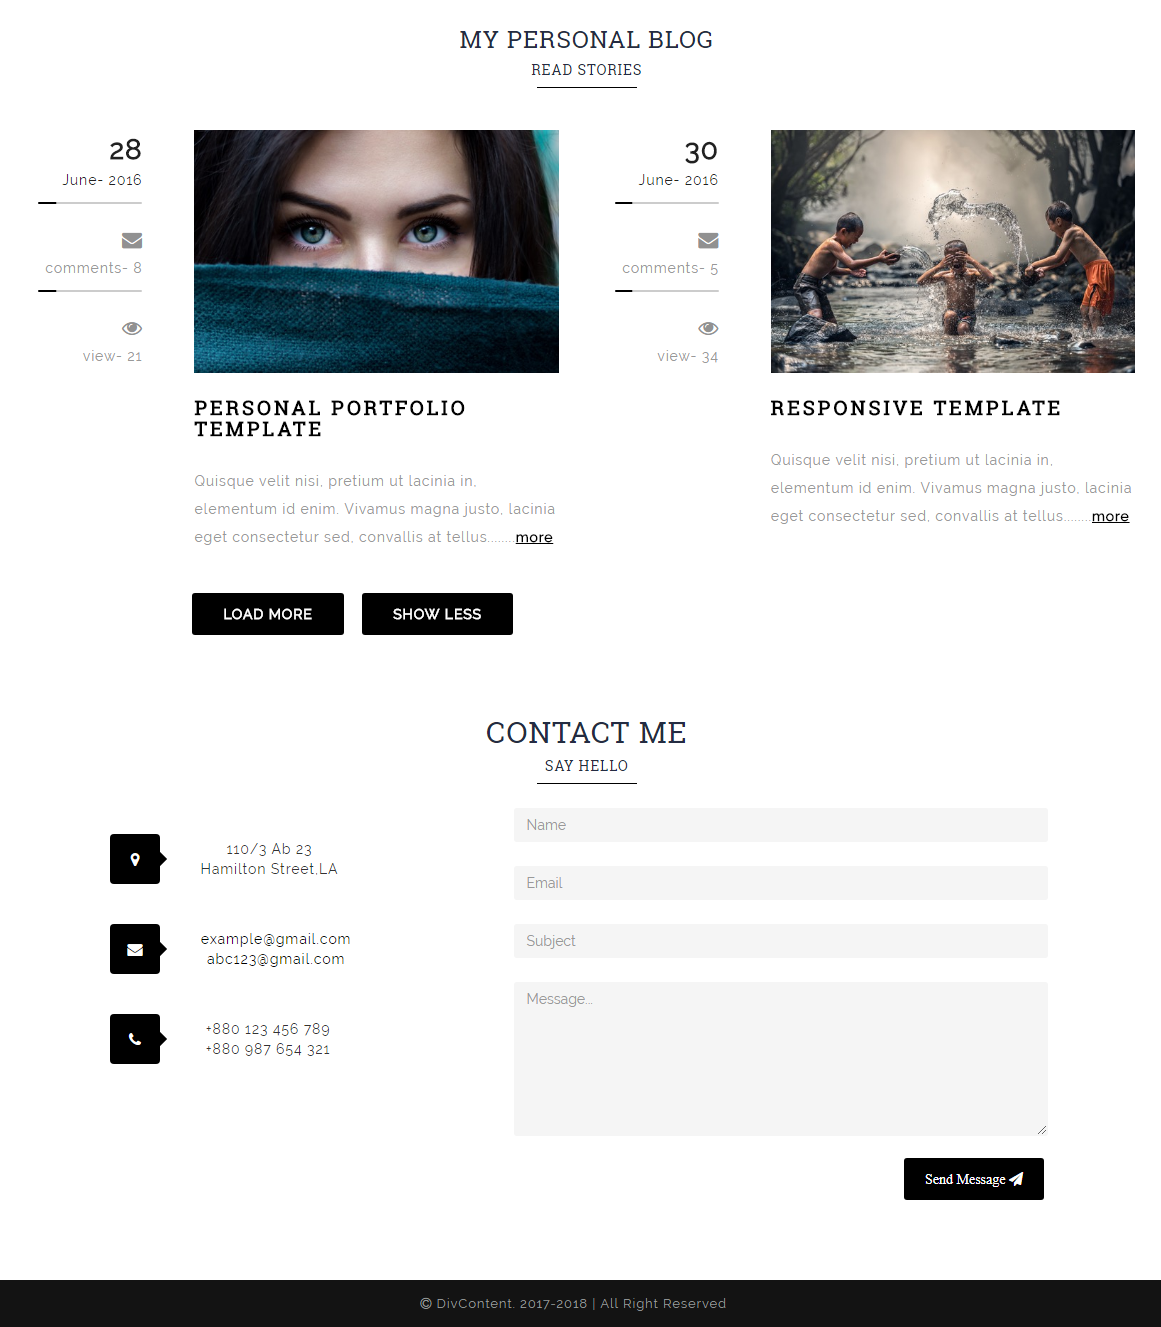 MY PERSONAL BLOG
READ STORIES
28
June- 2016
comments- 8
view- 21
PERSONAL PORTFOLIO
TEMPLATE
Quisque velit nisi, pretium ut lacinia in,
elementum id enim. Vivamus magna justo, lacinia
eget consectetur sed, convallis at tellus........more
30
June- 2016
comments- 5
view- 34
RESPONSIVE TEMPLATE
Quisque velit nisi, pretium ut lacinia in,
elementum id enim. Vivamus magna justo, lacinia
eget consectetur sed, convallis at tellus........more
LOAD MORE
SHOW LESS
CONTACT ME
SAY HELLO
110/3 Ab 23
Hamilton Street,LA
example@gmail.com
abc123@gmail.com
+880 123 456 789
+880 987 654 321
Name
Email
Subject
Message...
Send Message
© DivContent. 2017-2018 | All Right Reserved